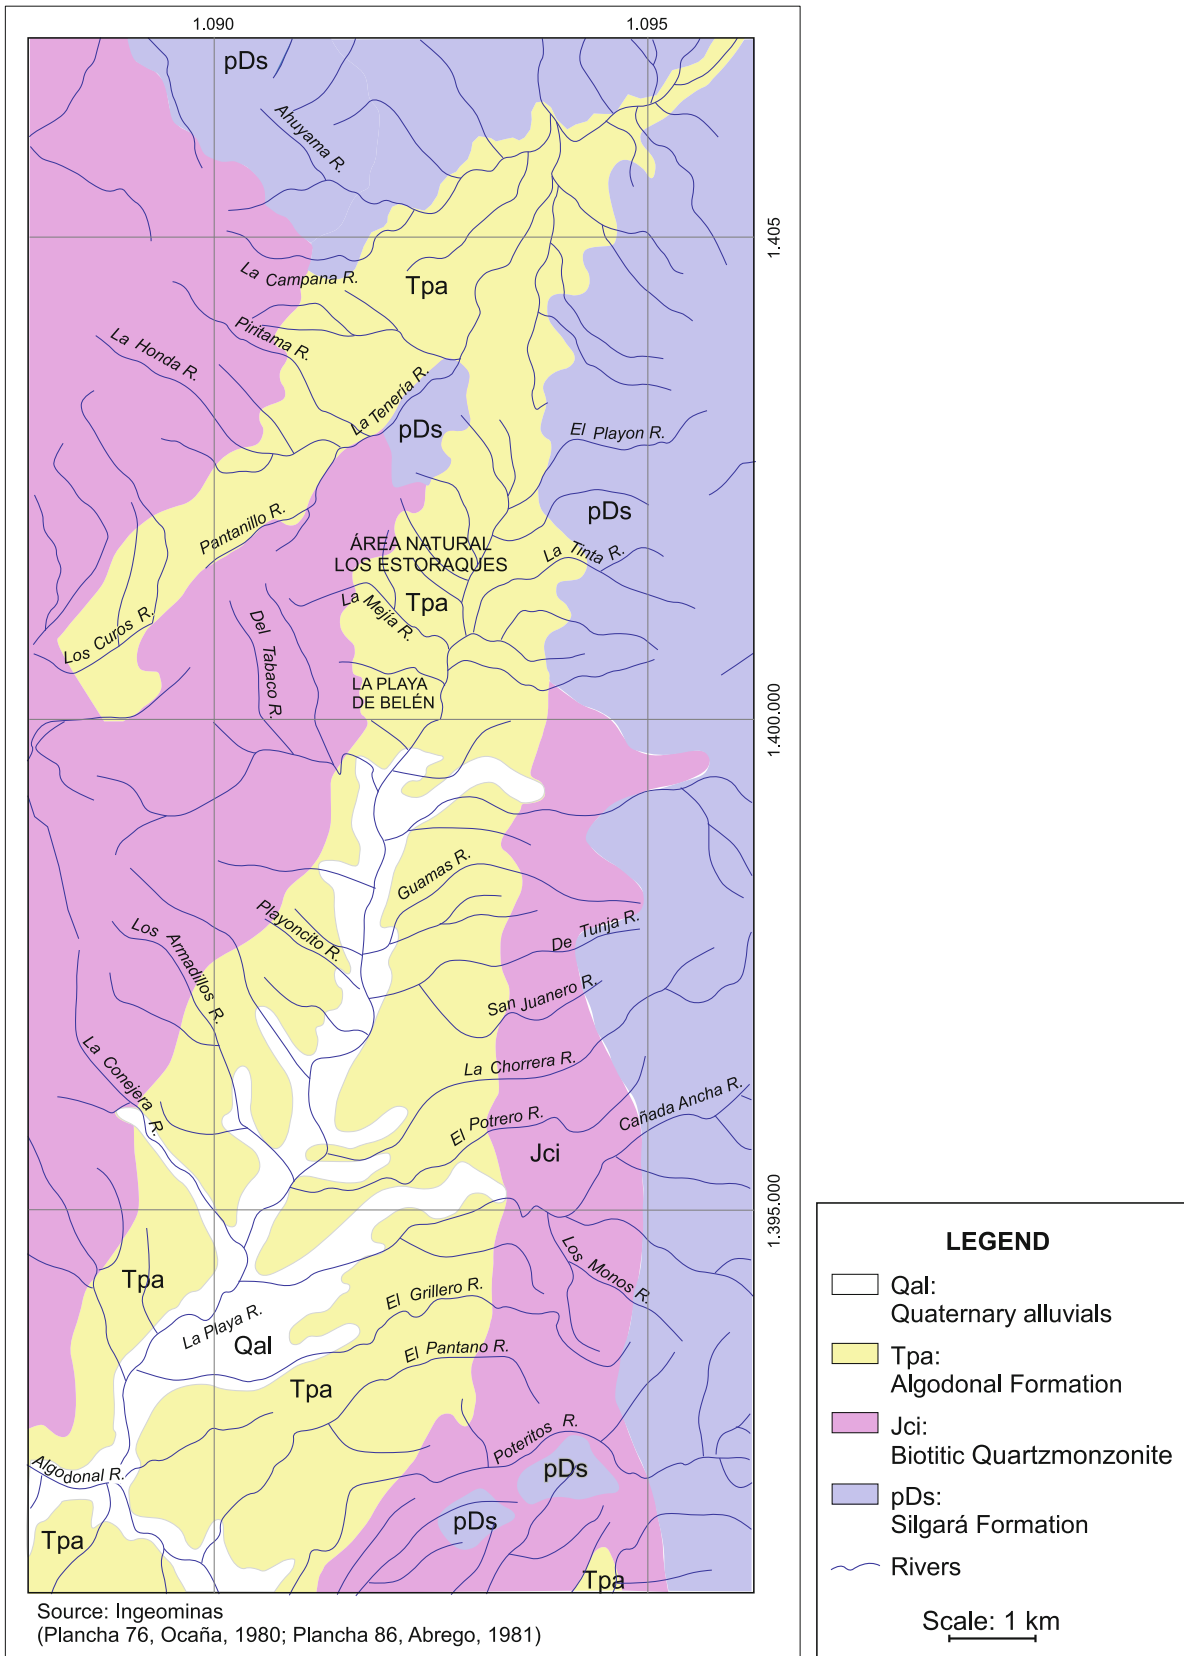 1.090
1.095
pDs
Ahuyama R.
1.405
La Campana R.
Tpa
Piritama R.
La Honda R.
La Tenería R.
pDs
El Playon R.
pDs
Pantanillo R.
ÁREA NATURAL
LOS ESTORAQUES
La Tinta R.
La Mejía R.
Tpa
Los Curos R.
Del Tabaco R.
LA PLAYA
DE BELÉN
1.400.000
Guamas R.
Playoncito R.
De Tunja R.
Los Armadillos R.
San Juanero R.
La Conejera R.
La Chorrera R.
El Potrero R.
Cañada Ancha R.
Jci
1.395.000
Los Monos R.
Tpa
El Grillero R.
La Playa R.
Qal
El Pantano R.
Tpa
Poteritos R.
Algodonal R.
pDs
pDs
Tpa
Tpa
Source: Ingeominas
(Plancha 76, Ocaña, 1980; Plancha 86, Abrego, 1981)
LEGEND
Qal:
Quaternary alluvials
Tpa:
Algodonal Formation
Jci:
Biotitic Quartzmonzonite
pDs:
Silgará Formation
Rivers
Scale: 1 km